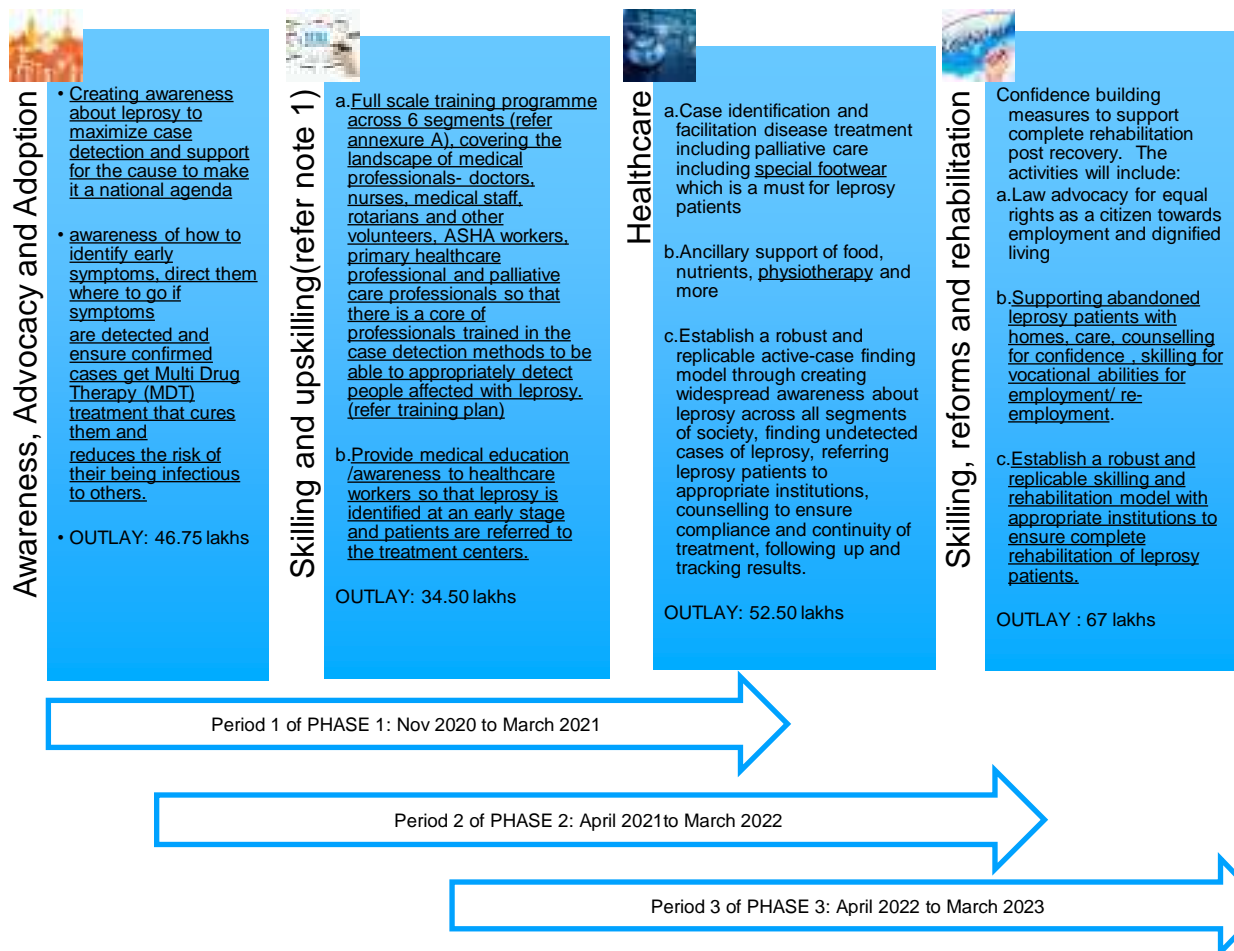 Awareness, Advocacy and Adoption
• Creating awareness
about leprosy to
maximize case
detection and support
for the cause to make
it a national agenda
• awareness of how to
identify early
symptoms, direct them
where to go if
symptoms
are detected and
ensure confirmed
cases get Multi Drug
Therapy (MDT)
treatment that cures
them and
reduces the risk of
their being infectious
to others.
• OUTLAY: 46.75 lakhs
Skilling and upskilling(refer note 1)
a.Full scale training programme
across 6 segments (refer
annexure A), covering the
landscape of medical
professionals- doctors,
nurses, medical staff,
rotarians and other
volunteers, ASHA workers,
primary healthcare
professional and palliative
care professionals so that
there is a core of
professionals trained in the
case detection methods to be
able to appropriately detect
people affected with leprosy.
(refer training plan)
b.Provide medical education
/awareness to healthcare
workers so that leprosy is
identified at an early stage
and patients are referred to
the treatment centers.
OUTLAY: 34.50 lakhs
Healthcare
a.Case identification and
facilitation disease treatment
including palliative care
including special footwear
which is a must for leprosy
patients
b.Ancillary support of food,
nutrients, physiotherapy and
more
c.Establish a robust and
replicable active-case finding
model through creating
widespread awareness about
leprosy across all segments
of society, finding undetected
cases of leprosy, referring
leprosy patients to
appropriate institutions,
counselling to ensure
compliance and continuity of
treatment, following up and
tracking results.
OUTLAY: 52.50 lakhs
Skilling, reforms and rehabilitation
Confidence building
measures to support
complete rehabilitation
post recovery. The
activities will include:
a.Law advocacy for equal
rights as a citizen towards
employment and dignified
living
b.Supporting abandoned
leprosy patients with
homes, care, counselling
for confidence , skilling for
vocational abilities for
employment/ re-
employment.
c.Establish a robust and
replicable skilling and
rehabilitation model with
appropriate institutions to
ensure complete
rehabilitation of leprosy
patients.
OUTLAY : 67 lakhs
Period 1 of PHASE 1: Nov 2020 to March 2021
Period 2 of PHASE 2: April 2021to March 2022
Period 3 of PHASE 3: April 2022 to March 2023